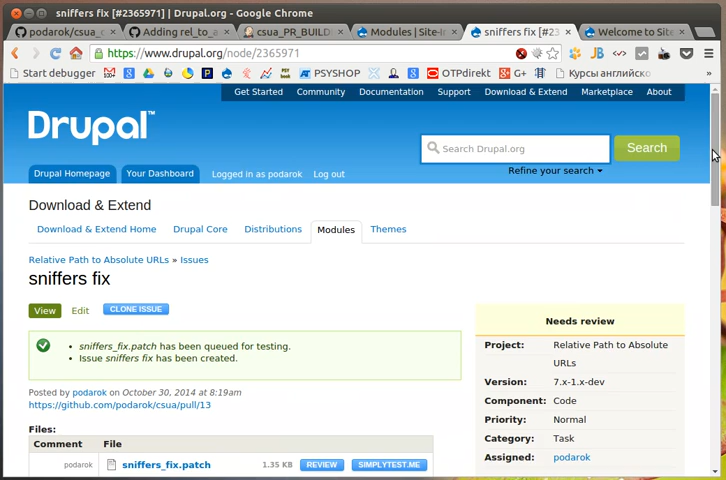 sniffers fix [#2365971] | Drupal.org - Google Chrome
podarok/csua_c
Adding rel_to_a
csua_PR_BUILDI
Modules | Site-In
sniffers fix [#23
Welcome to Site
https://www.drupal.org/node/2365971
Start debugger
PSYSHOP
OTPdirekt
G+
Курсы английско
Get Started
Community
Documentation
Support
Download & Extend
Marketplace
About
Drupal™
Search Drupal.org
Search
Refine your search
Drupal Homepage
Your Dashboard
Logged in as podarok
Log out
Download & Extend
Download & Extend Home
Drupal Core
Distributions
Modules
Themes
Relative Path to Absolute URLs » Issues
sniffers fix
View
Edit
CLONE ISSUE
sniffers_fix.patch has been queued for testing.
Issue sniffers fix has been created.
Posted by podarok on October 30, 2014 at 8:19am
https://github.com/podarok/csua/pull/13
Files:
Comment File
podarok sniffers_fix.patch 1.35 KB REVIEW SIMPLYTEST.ME
Needs review
Project: Relative Path to Absolute
URLs
Version: 7.x-1.x-dev
Component: Code
Priority: Normal
Category: Task
Assigned: podarok